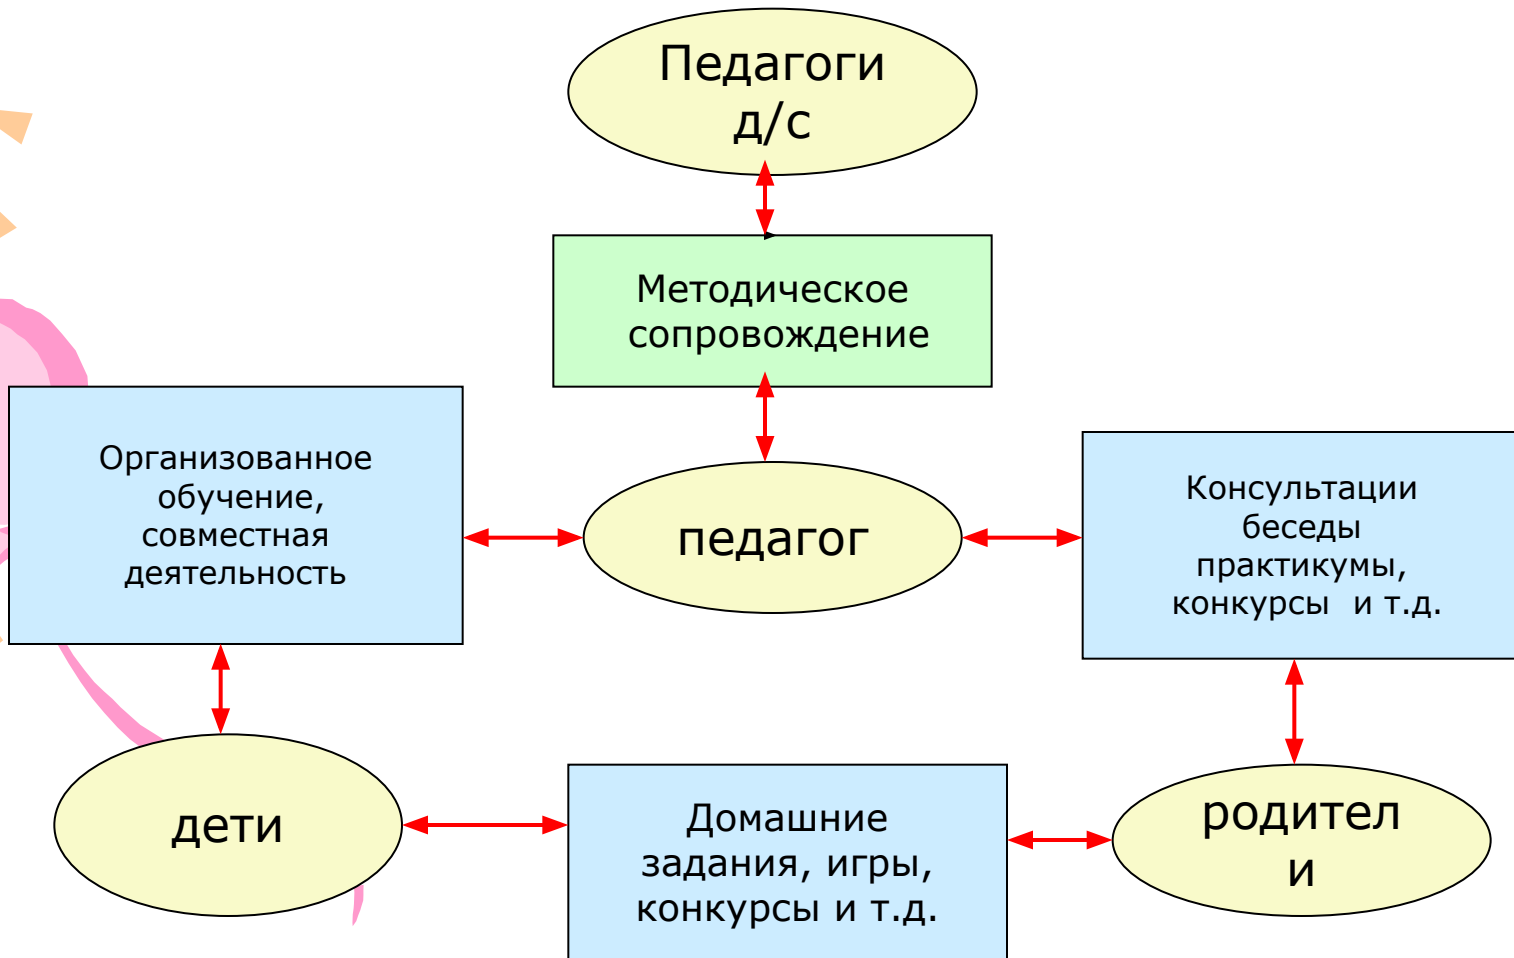 Педагоги
д/с
Методическое
сопровождение
Организованное
обучение,
совместная
деятельность
педагог
Консультации
беседы
практикумы,
конкурсы и т.д.
дети
Домашние
задания, игры,
конкурсы и т.д.
родител
и